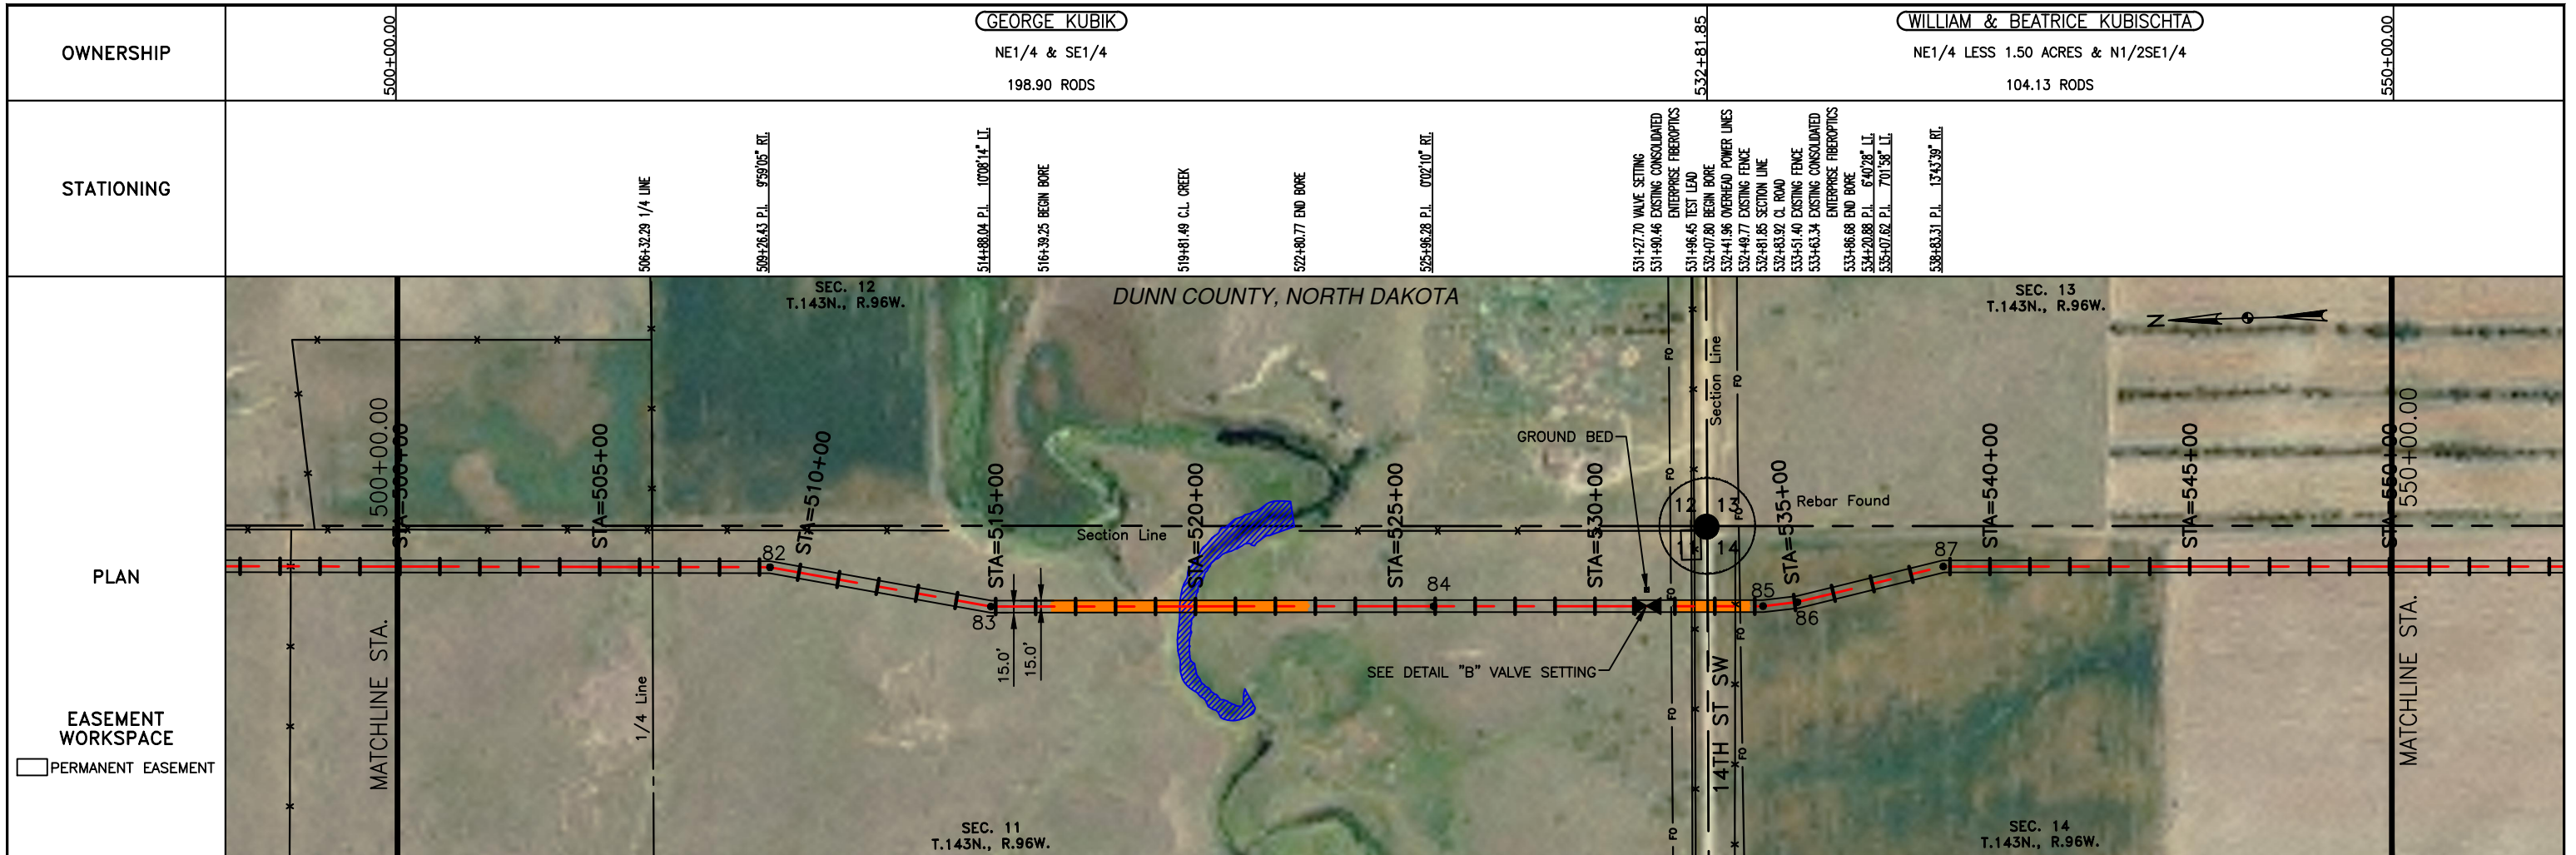 OWNERSHIP
500+00.00
GEORGE KUBIK
NE1/4 & SE1/4
198.90 RODS
532+81.85
WILLIAM & BEATRICE KUBISCHTA
NE1/4 LESS 1.50 ACRES & N1/2SE1/4
104.13 RODS
550+00.00
STATIONING
506+32.29 1/4 LINE
509+26.43 P.I. 9°59'05" RT.
514+88.04 P.I. 10°08'14" LT.
516+39.25 BEGIN BORE
519+81.49 C.L. CREEK
522+80.77 END BORE
525+96.28 P.I. 0°02'10" RT.
531+27.70 VALVE SETTING
531+90.46 EXISTING CONSOLIDATED
ENTERPRISE FIBEROPTICS
531+96.45 TEST LEAD
532+07.80 BEGIN BORE
532+41.96 OVERHEAD POWER LINES
532+49.77 EXISTING FENCE
532+81.85 SECTION LINE
532+83.92 CL ROAD
533+51.40 EXISTING FENCE
533+63.34 EXISTING CONSOLIDATED
ENTERPRISE FIBEROPTICS
533+86.68 END BORE
534+20.88 P.I. 6°40'28" LT.
535+07.62 P.I. 7°01'58" LT.
538+83.31 P.I. 13°43'39" RT.
PLAN
EASEMENT
WORKSPACE
PERMANENT EASEMENT
SEC. 12
T.143N., R.96W.
DUNN COUNTY, NORTH DAKOTA
SEC. 13
T.143N., R.96W.
N
MATCHLINE STA. 500+00.00
STA=500+00
STA=505+00
1/4 Line
STA=510+00
STA=515+00
STA=520+00
STA=525+00
STA=530+00
STA=535+00
STA=540+00
STA=545+00
STA=550+00
MATCHLINE STA. 550+00.00
GROUND BED
Section Line
Section Line
Rebar Found
12
13
11
14
82
83
84
85
86
87
15.0'
15.0'
SEE DETAIL "B" VALVE SETTING
14TH ST SW
FO
FO
FO
FO
FO
FO
FO
FO
SEC. 11
T.143N., R.96W.
SEC. 14
T.143N., R.96W.